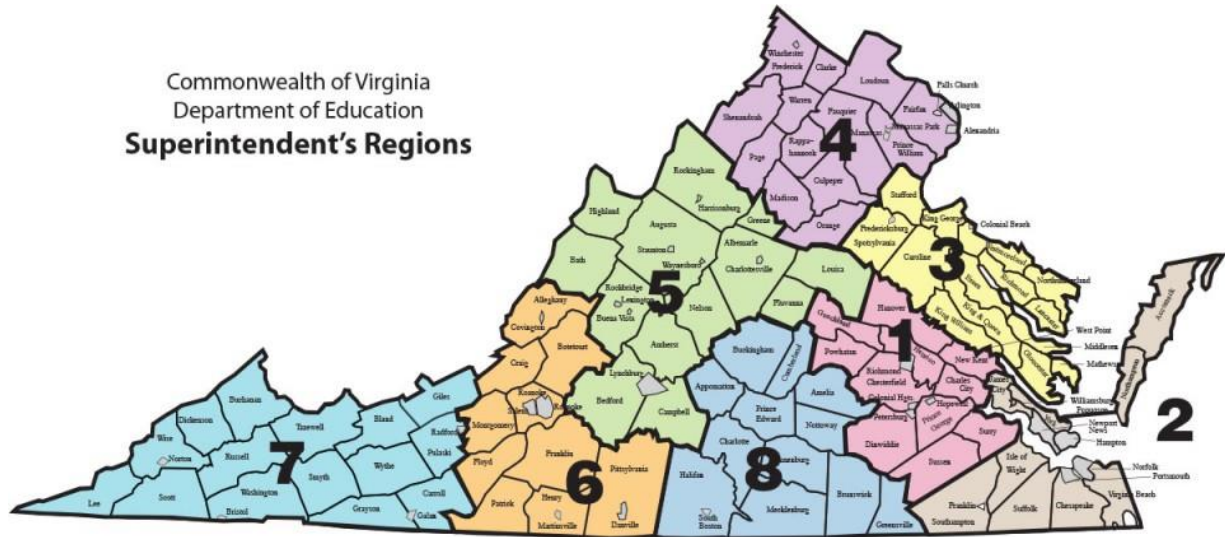 Commonwealth of Virginia
Department of Education
Superintendent's Regions
Winchester
Frederick
Clarke
Loudoun
Falls Church
Warren
Fauquier
Fairfax
Arlington
Shenandoah
Manassas
Manassas Park
Alexandria
4
Page
Rappa-
hannock
Prince
William
Culpeper
Madison
Orange
Rockingham
Harrisonburg
Highland
Augusta
Greene
Staunton
Albemarle
Bath
Waynesboro
Charlottesville
Louisa
5
Rockbridge
Lexington
Buena Vista
Nelson
Fluvanna
Amherst
Lynchburg
Bedford
Campbell
Stafford
King George
Colonial Beach
Fredericksburg
Spotsylvania
Westmoreland
Caroline
3
Richmond
Northumberland
Essex
Lancaster
King & Queen
King William
West Point
Middlesex
Mathews
Gloucester
Hanover
Goochland
1
Henrico
Powhatan
New Kent
Richmond
Chesterfield
Charles
City
Colonial Hgts
Hopewell
Petersburg
Prince
George
Dinwiddie
Surry
Sussex
Accomack
Northampton
James
City
Williamsburg
Poquoson
York
Newport
News
Hampton
2
Isle of
Wight
Norfolk
Portsmouth
Virginia Beach
Franklin
Southampton
Suffolk
Chesapeake
Alleghany
Covington
Botetourt
Craig
Roanoke
Salem
Roanoke
Montgomery
Floyd
Franklin
Pittsylvania
6
Patrick
Henry
Martinsville
Danville
Buckingham
Cumberland
Appomattox
Amelia
Prince
Edward
Nottoway
Charlotte
8
Halifax
South
Boston
Mecklenburg
Brunswick
Greensville
Giles
Buchanan
Dickenson
Bland
Tazewell
Radford
Wise
Pulaski
Norton
7
Russell
Wythe
Smyth
Carroll
Lee
Scott
Washington
Grayson
Bristol
Galax